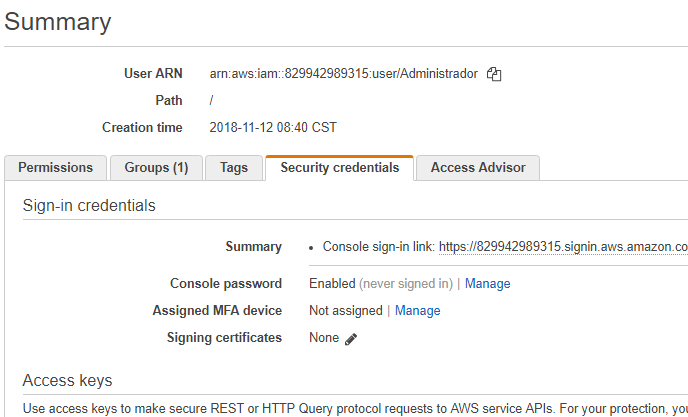 Summary
User ARN arn:aws:iam::829942989315:user/Administrador
Path /
Creation time 2018-11-12 08:40 CST
Permissions Groups (1) Tags Security credentials Access Advisor
Sign-in credentials
Summary • Console sign-in link: https://829942989315.signin.aws.amazon.co
Console password Enabled (never signed in) | Manage
Assigned MFA device Not assigned | Manage
Signing certificates None
Access keys
Use access keys to make secure REST or HTTP Query protocol requests to AWS service APIs. For your protection, you